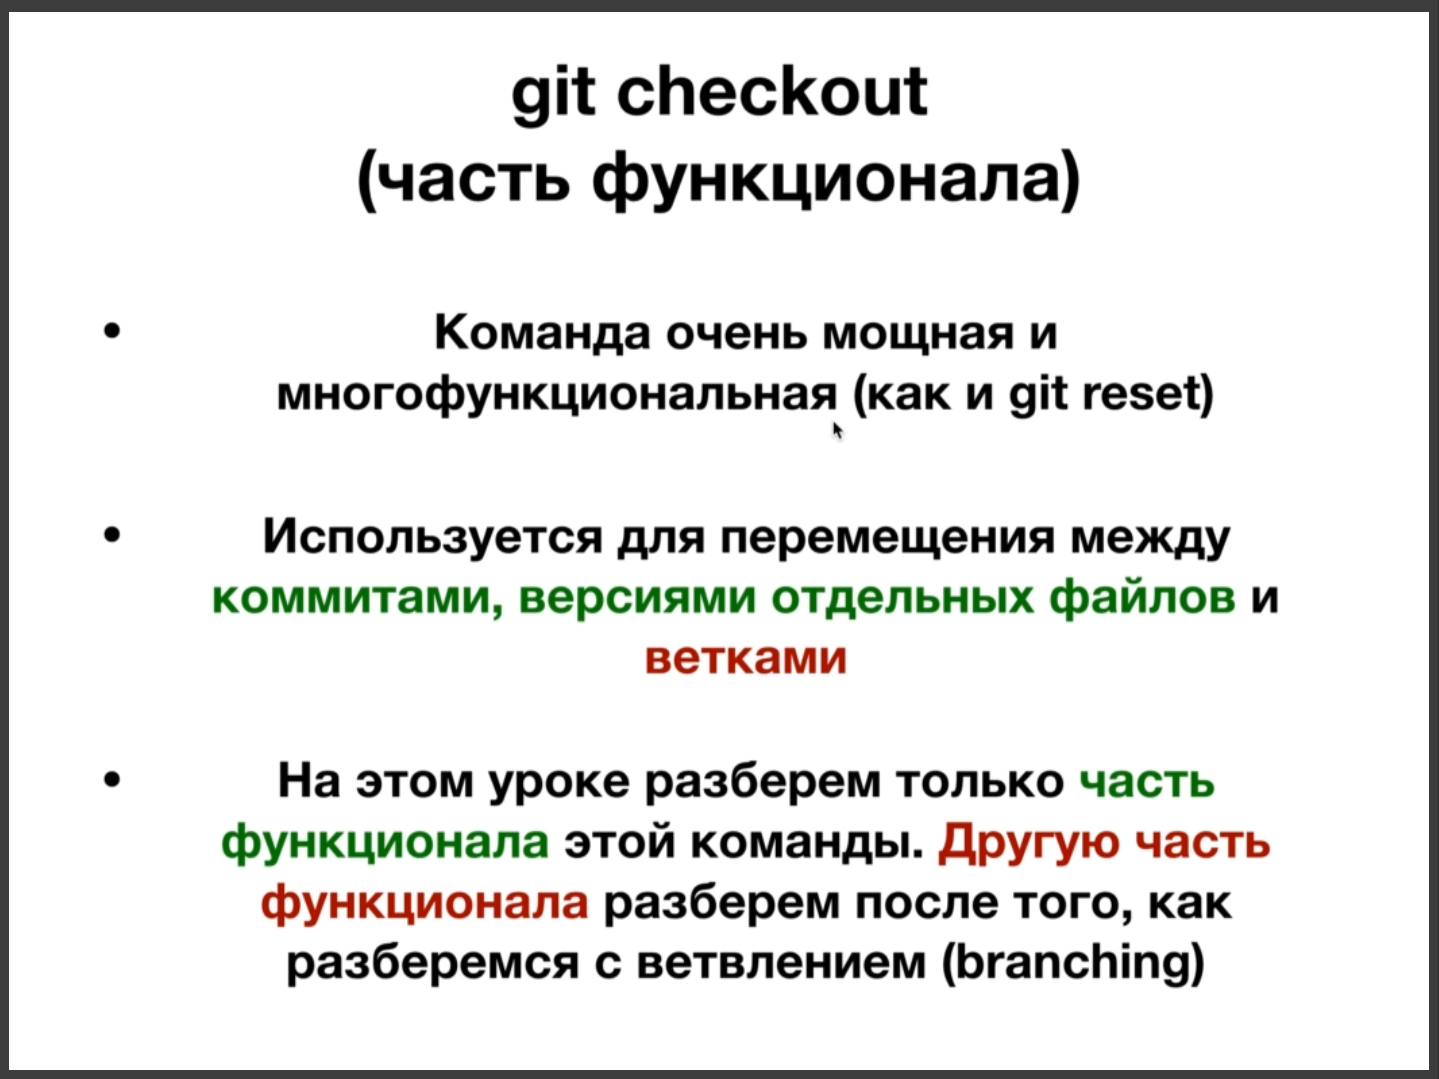 git checkout
(часть функционала)
• Команда очень мощная и
многофункциональная (как и git reset)
• Используется для перемещения между
коммитами, версиями отдельных файлов и
ветками
• На этом уроке разберем только часть
функционала этой команды. Другую часть
функционала разберем после того, как
разберемся с ветвлением (branching)